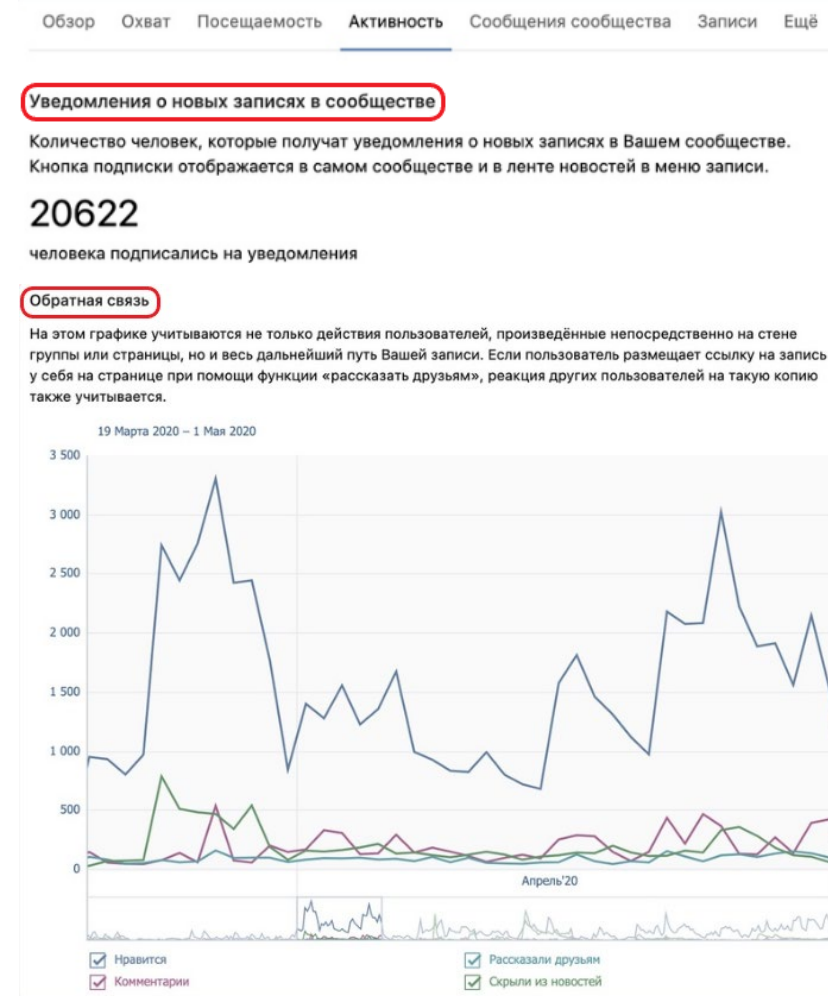 Обзор Охват Посещаемость Активность Сообщения сообщества Записи Ещё
Уведомления о новых записях в сообществе
Количество человек, которые получат уведомления о новых записях в Вашем сообществе.
Кнопка подписки отображается в самом сообществе и в ленте новостей в меню записи.
20622
человека подписались на уведомления
Обратная связь
На этом графике учитываются не только действия пользователей, произведённые непосредственно на стене
группы или страницы, но и весь дальнейший путь Вашей записи. Если пользователь размещает ссылку на запись
у себя на странице при помощи функции «рассказать друзьям», реакция других пользователей на такую копию
также учитывается.
19 Марта 2020 – 1 Мая 2020
3 500
3 000
2 500
2 000
1 500
1 000
500
0
Апрель'20
Нравится Рассказали друзьям
Комментарии Скрыли из новостей